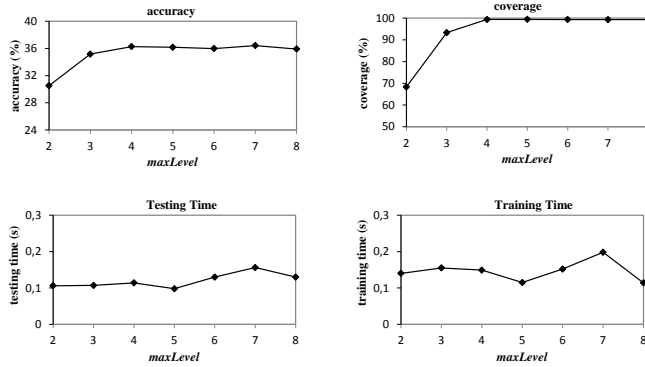 accuracy
accuracy (%)
40
36
32
28
24
2 3 4 5 6 7 8
maxLevel
coverage
coverage (%)
100
90
80
70
60
50
2 3 4 5 6 7
maxLevel
Testing Time
testing time (s)
0,3
0,2
0,1
0
2 3 4 5 6 7 8
maxLevel
Training Time
training time (s)
0,3
0,2
0,1
0
2 3 4 5 6 7 8
maxLevel